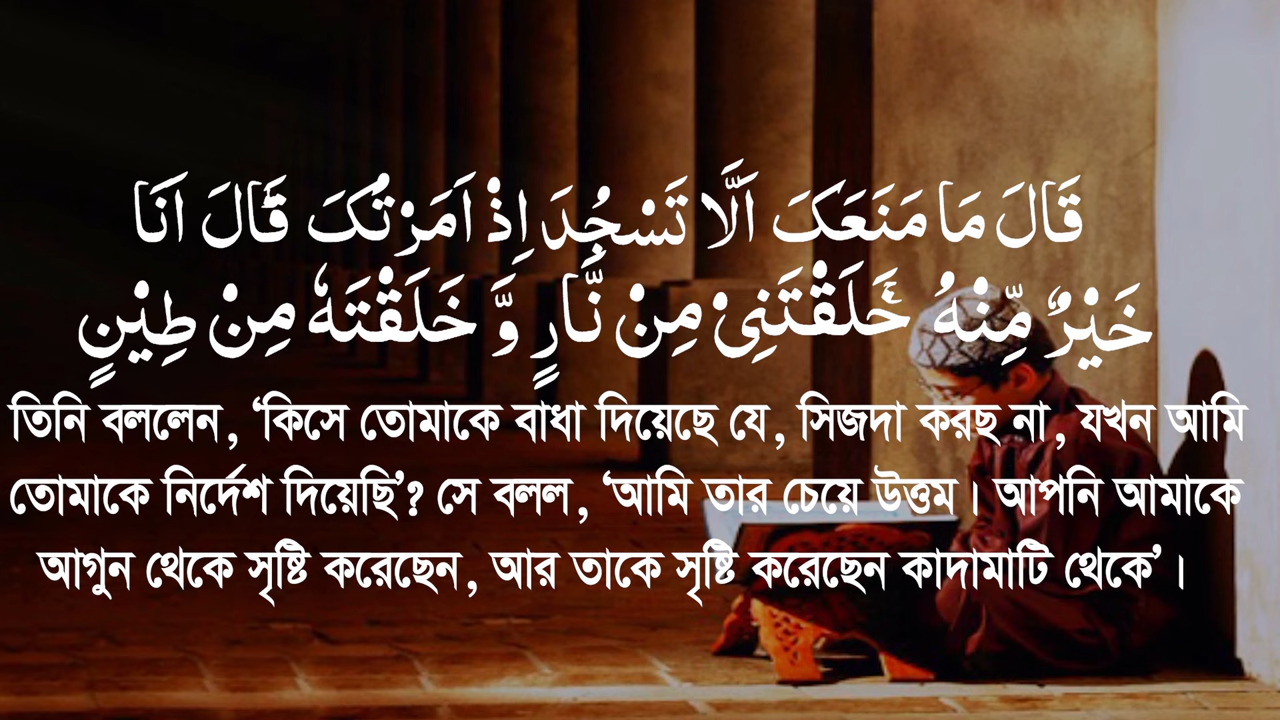 قَالَ مَا مَنَعَکَ اَلَّا تَسۡجُدَ اِذۡ اَمَرۡتُکَ ؕ قَالَ اَنَا
خَیۡرٌ مِّنۡهُ ۚ خَلَقۡتَنِیۡ مِنۡ نَّارٍ وَّ خَلَقۡتَهٗ مِنۡ طِیۡنٍ
তিনি বললেন, ‘কিসে তোমাকে বাধা দিয়েছে যে, সিজদা করছ না, যখন আমি
তোমাকে নির্দেশ দিয়েছি’? সে বলল, ‘আমি তার চেয়ে উত্তম। আপনি আমাকে
আগুন থেকে সৃষ্টি করেছেন, আর তাকে সৃষ্টি করেছেন কাদামাটি থেকে’।